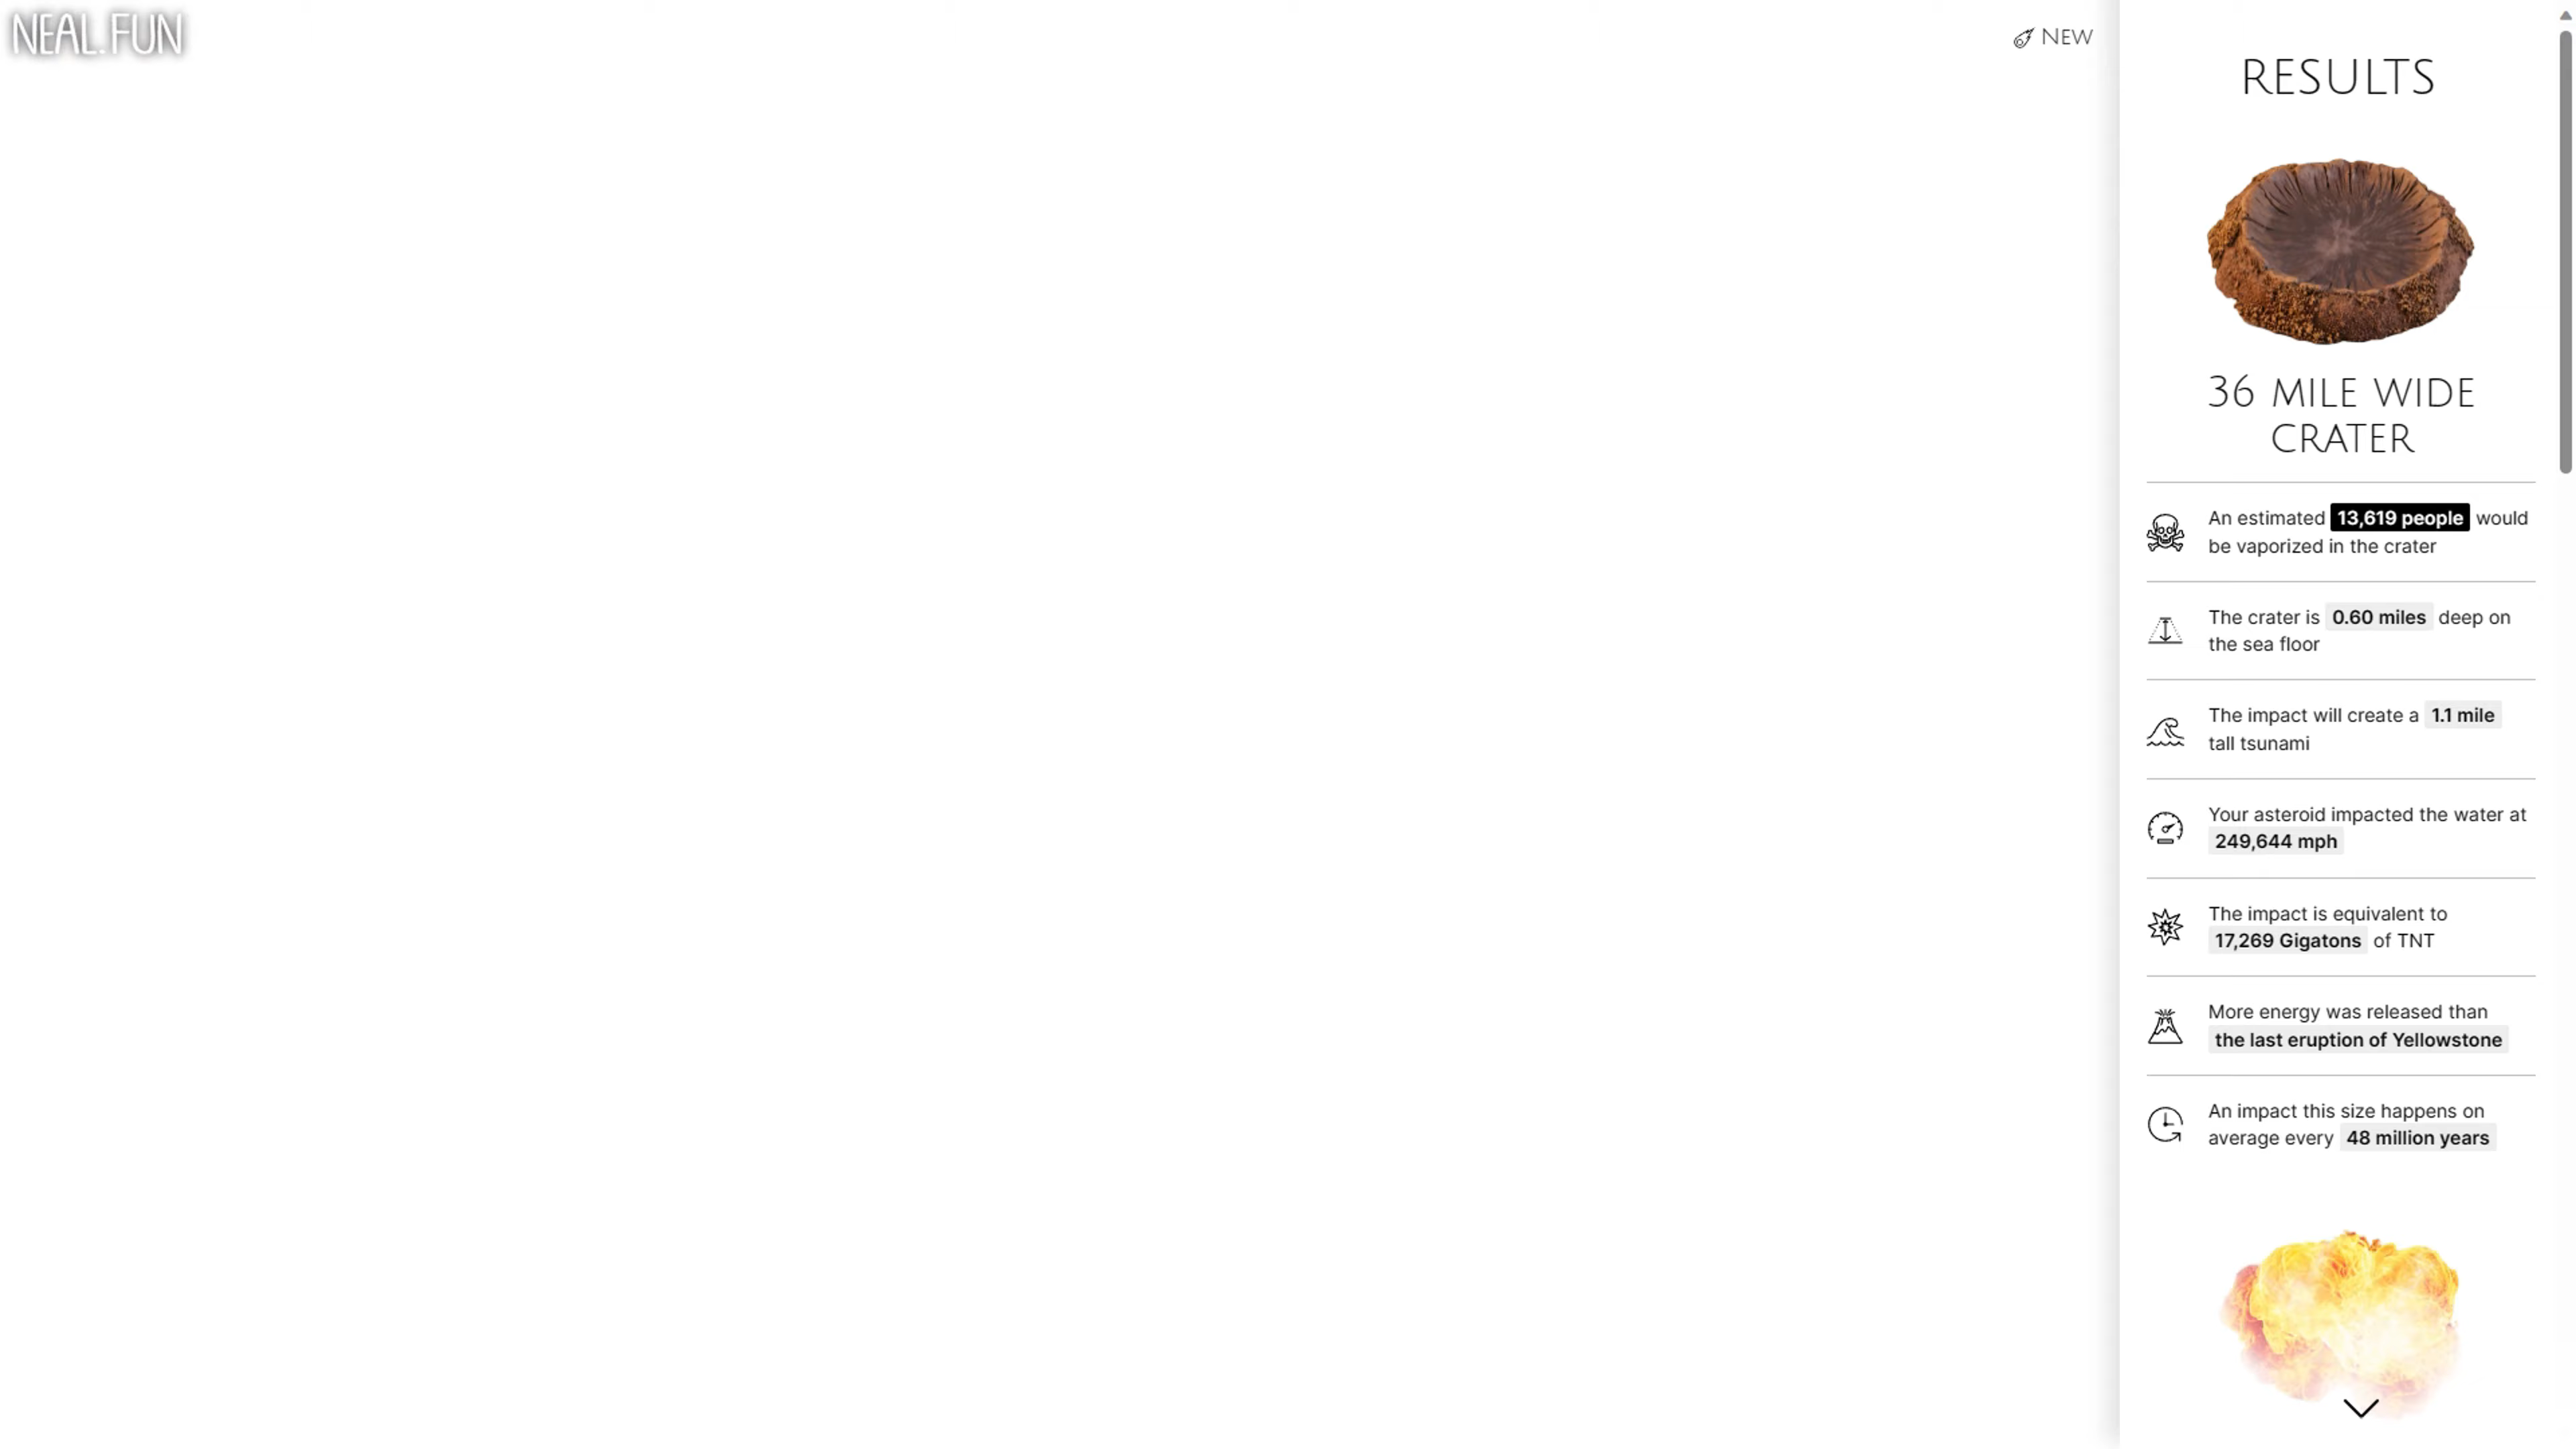 NEAL.FUN
NEW
RESULTS
36 MILE WIDE
CRATER
An estimated 13,619 people would
be vaporized in the crater
The crater is 0.60 miles deep on
the sea floor
The impact will create a 1.1 mile
tall tsunami
Your asteroid impacted the water at
249,644 mph
The impact is equivalent to
17,269 Gigatons of TNT
More energy was released than
the last eruption of Yellowstone
An impact this size happens on
average every 48 million years